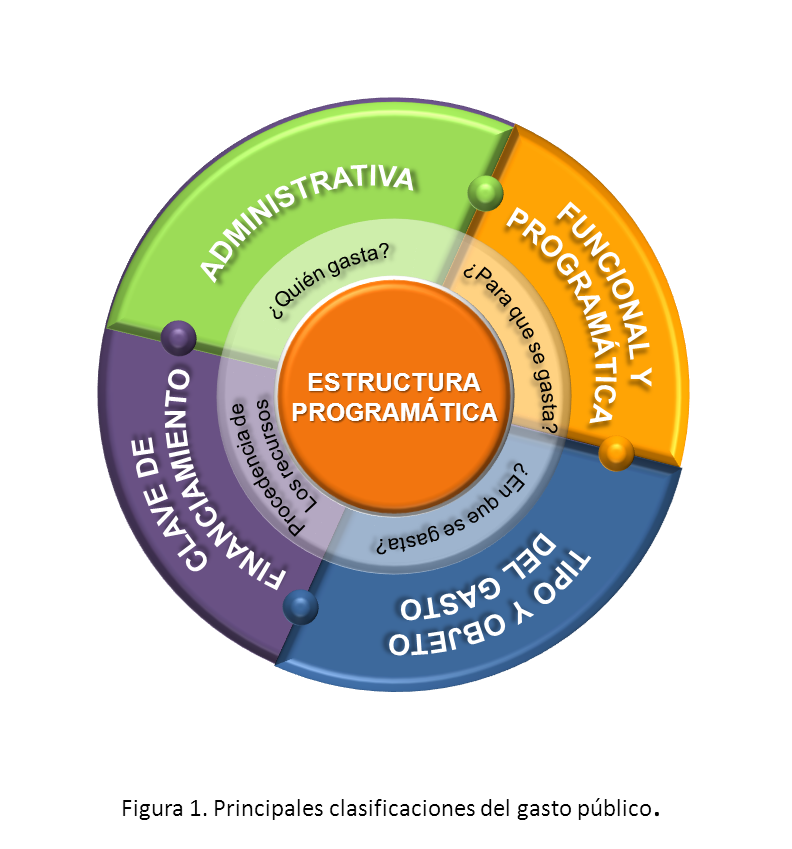 ADMINISTRATIVA
¿Quién gasta?
FUNCIONAL Y
PROGRAMÁTICA
¿Para que se gasta?
TIPO Y OBJETO
DEL GASTO
¿En que se gasta?
CLAVE DE
FINANCIAMIENTO
Procedencia de
Los recursos
ESTRUCTURA
PROGRAMÁTICA
Figura 1. Principales clasificaciones del gasto público.